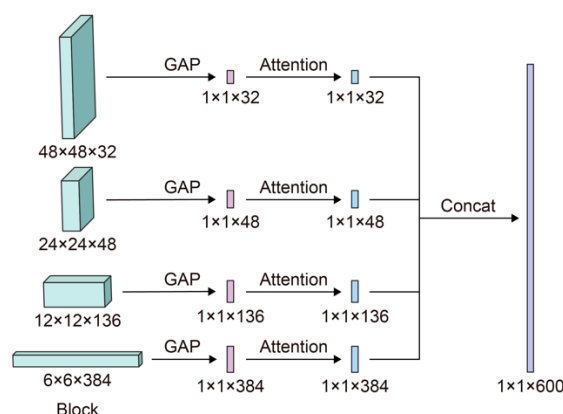 GAP Attention
1×1×32 1×1×32
48×48×32
GAP Attention
1×1×48 1×1×48
24×24×48
Concat
GAP Attention
1×1×136 1×1×136
12×12×136
GAP Attention
1×1×384 1×1×384
6×6×384
1×1×600
Block